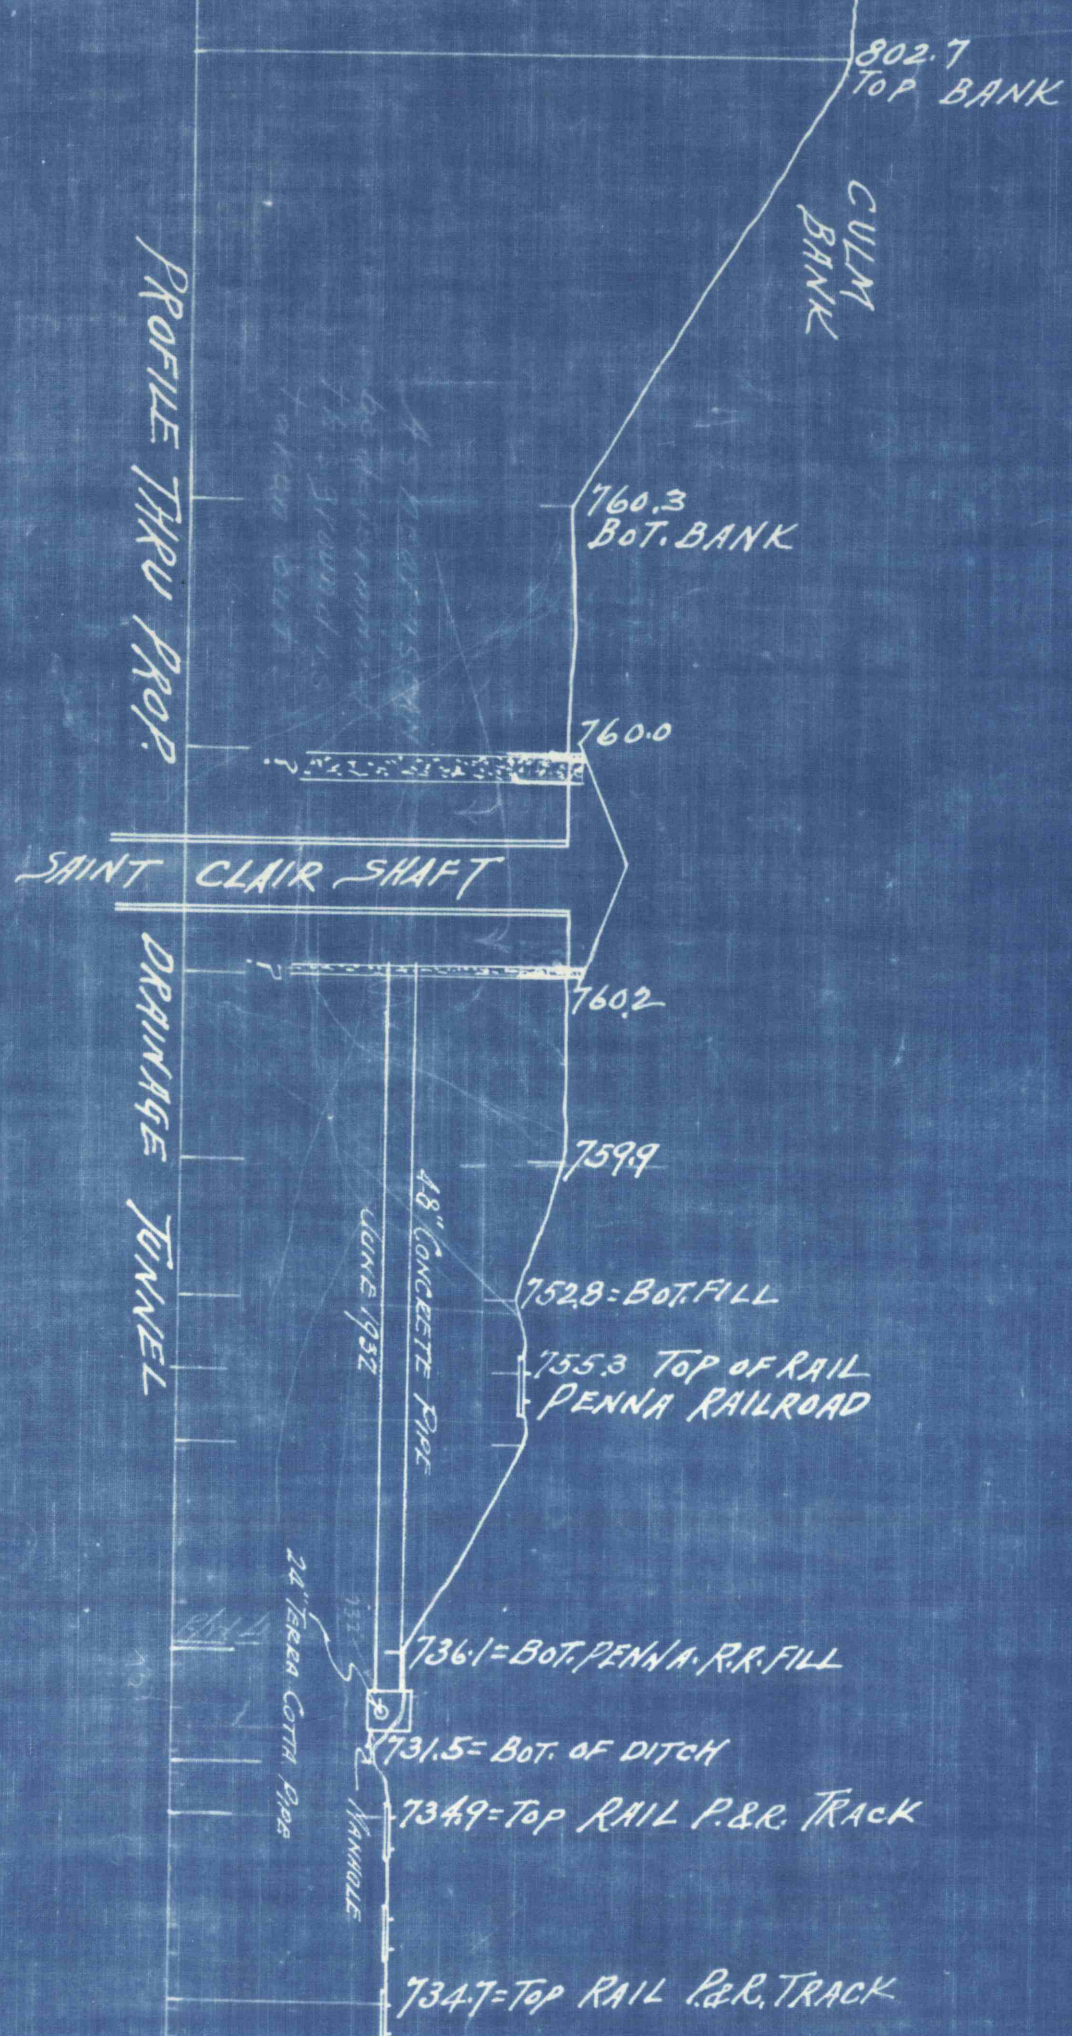 802.7
TOP BANK
CULM
BANK
PROFILE THRU PROP.
760.3
BOT. BANK
760.0
?
SAINT CLAIR SHAFT
?
760.2
DRAINAGE TUNNEL
759.9
48" CONCRETE PIPE
JUNE 1932
752.8 = BOT. FILL
755.3 TOP OF RAIL
PENNA RAILROAD
24" TERRA COTTA PIPE
736.1 = BOT. PENNA. R.R. FILL
731.5 = BOT. OF DITCH
MANHOLE
734.9 = TOP RAIL P.&R. TRACK
734.7 = TOP RAIL P.&R. TRACK